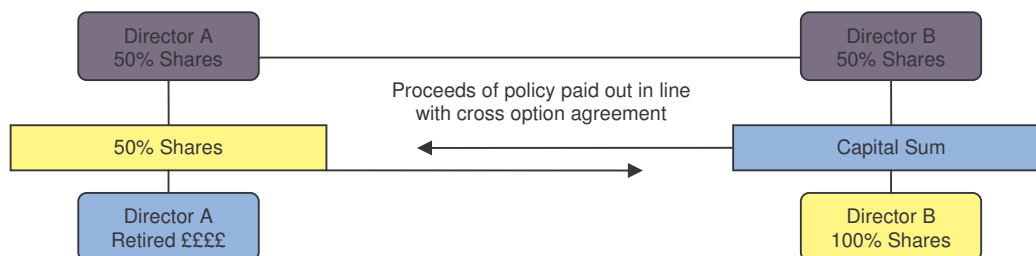 Director A
50% Shares
Director B
50% Shares
Proceeds of policy paid out in line
with cross option agreement
50% Shares
Capital Sum
Director A
Retired ££££
Director B
100% Shares